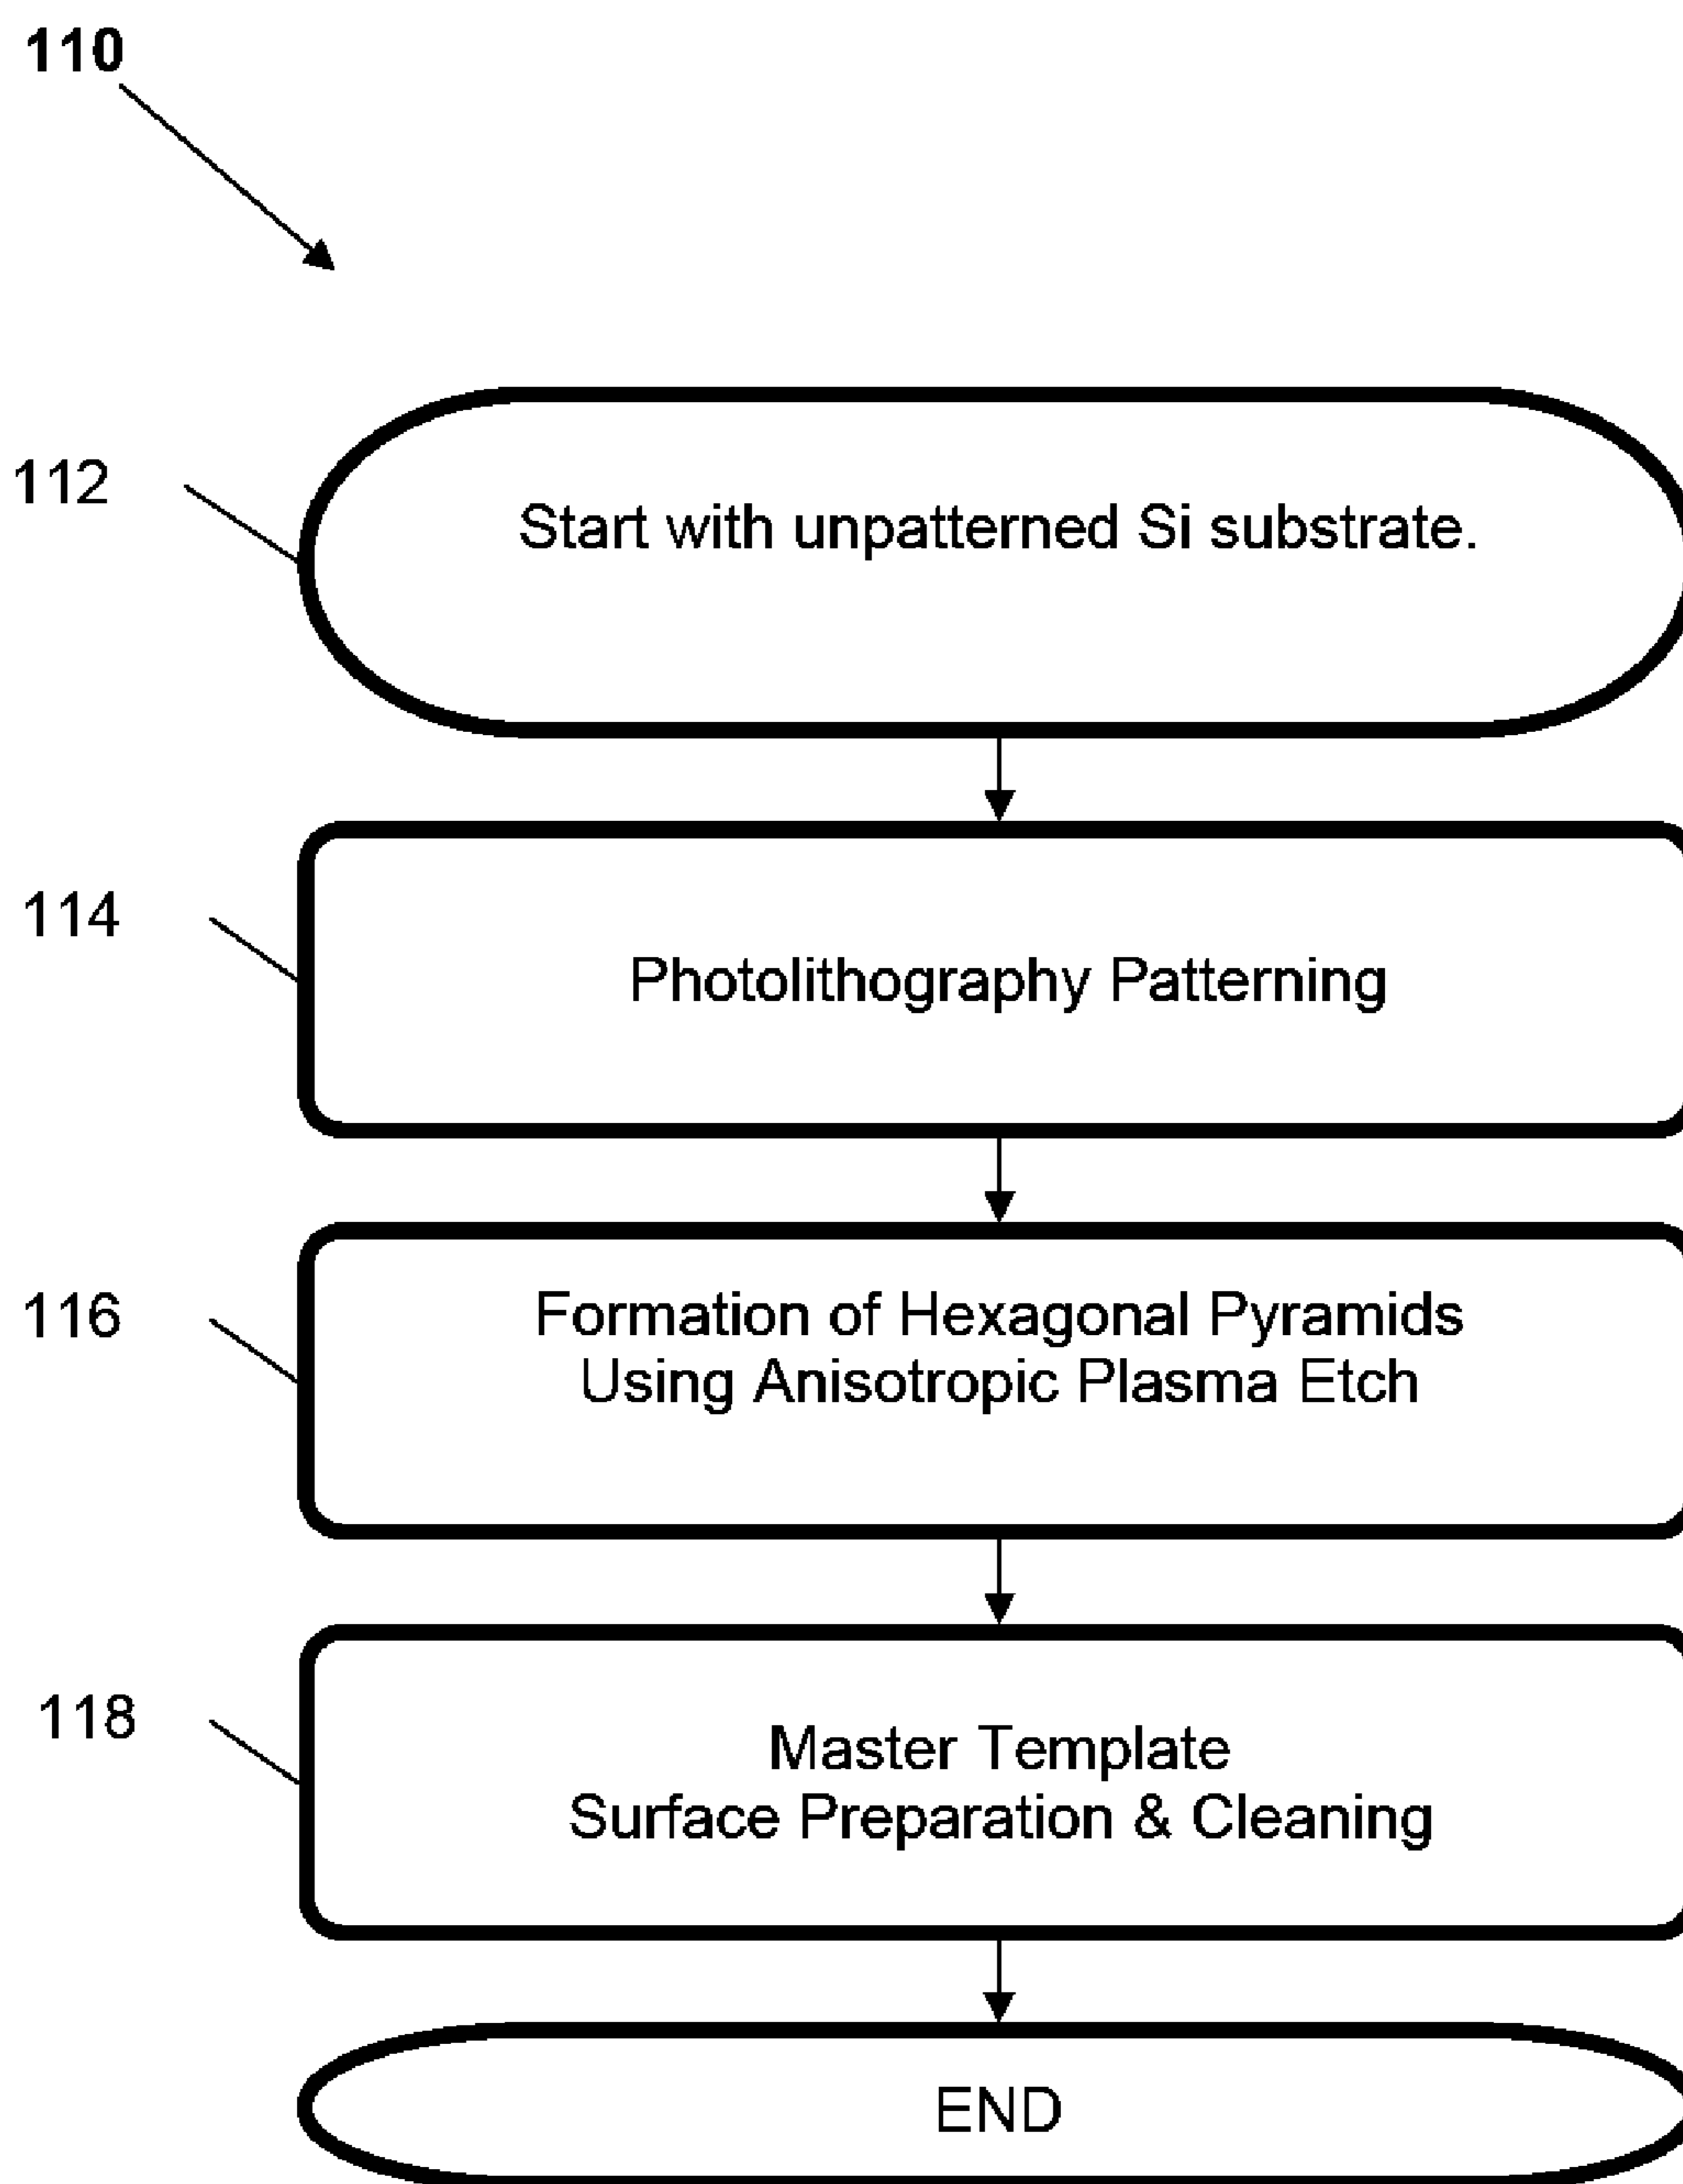 110
112
Start with unpatterned Si substrate.
114
Photolithography Patterning
116
Formation of Hexagonal Pyramids
Using Anisotropic Plasma Etch
118
Master Template
Surface Preparation & Cleaning
END